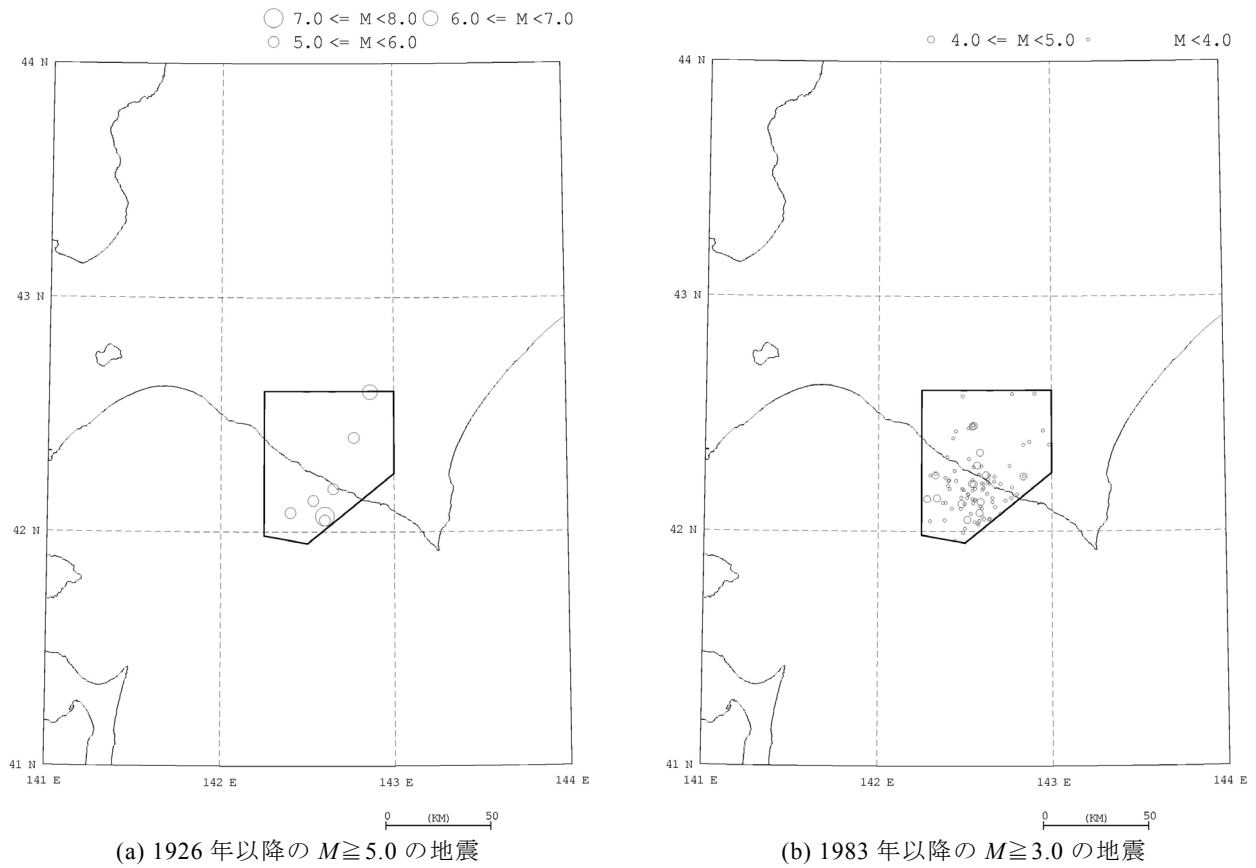 7.0 <= M <8.0 6.0 <= M <7.0
5.0 <= M <6.0
44 N
43 N
42 N
41 N
141 E 142 E 143 E 144 E
0 (KM) 50
(a) 1926 年以降の M≧5.0 の地震
4.0 <= M <5.0 M <4.0
44 N
43 N
42 N
41 N
141 E 142 E 143 E 144 E
0 (KM) 50
(b) 1983 年以降の M≧3.0 の地震